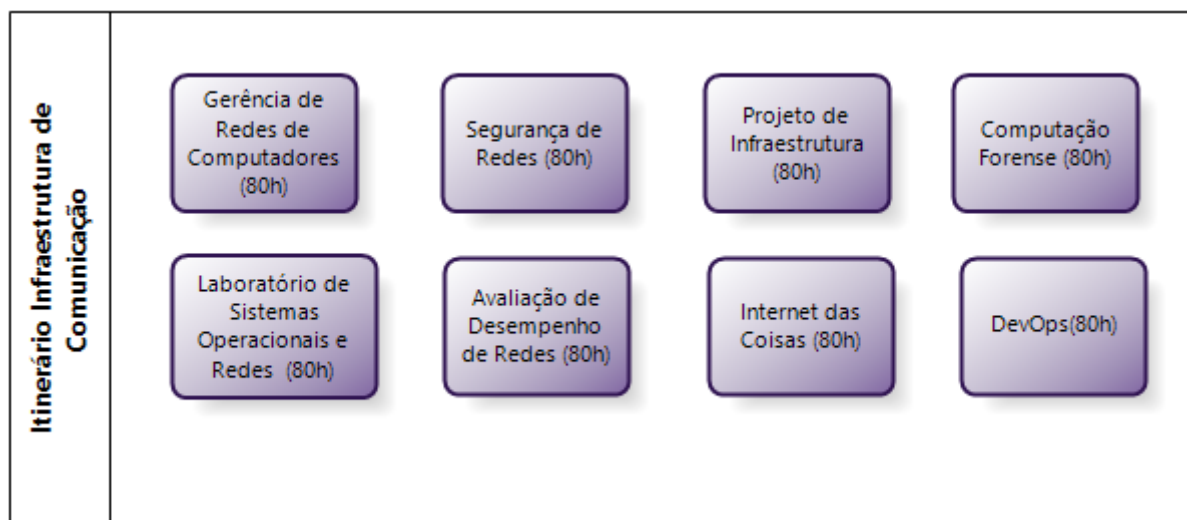 Itinerário Infraestrutura de
Comunicação
Gerência de
Redes de
Computadores
(80h)
Segurança de
Redes (80h)
Projeto de
Infraestrutura
(80h)
Computação
Forense (80h)
Laboratório de
Sistemas
Operacionais e
Redes (80h)
Avaliação de
Desempenho
de Redes (80h)
Internet das
Coisas (80h)
DevOps(80h)